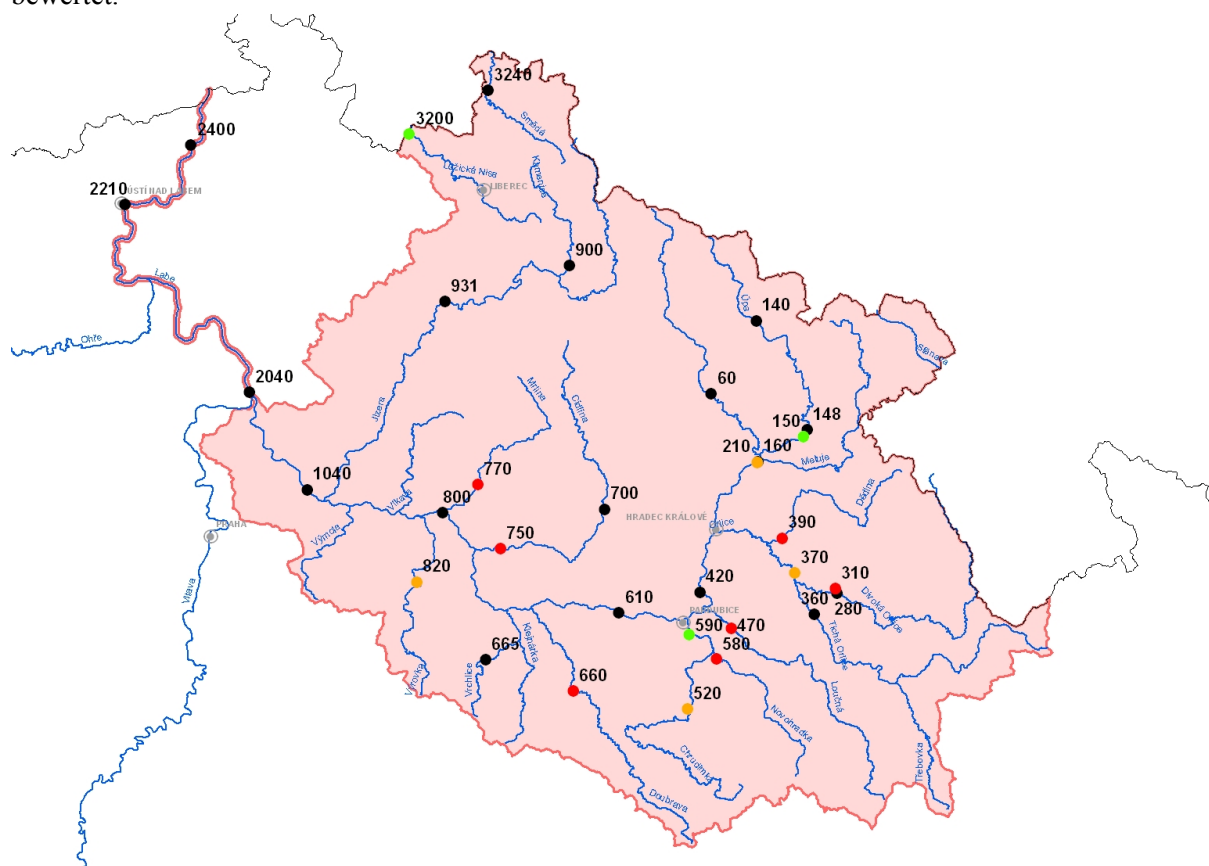 bewertet.
3240
Smědá
2400
3200
Lužická Nisa
Kamenice
2210
ÚSTÍ NAD LABEM
LIBEREC
900
Labe
931
Úpa
140
Ohře
Stěnava
2040
Jizera
Mrlina
Cidlina
60
150
148
210
160
Metuje
1040
770
Vlkava
800
700
HRADEC KRÁLOVÉ
Orlice
Dědina
PRAHA
Výmola
750
390
820
370
420
310
Divoká Orlice
360
280
Vltava
610
PARDUBICE
590
470
Tichá Orlice
Klejnárka
665
580
Výrovka
Vrchlice
660
520
Loučná
Novohradka
Chrudimka
Třebovka
Doubrava